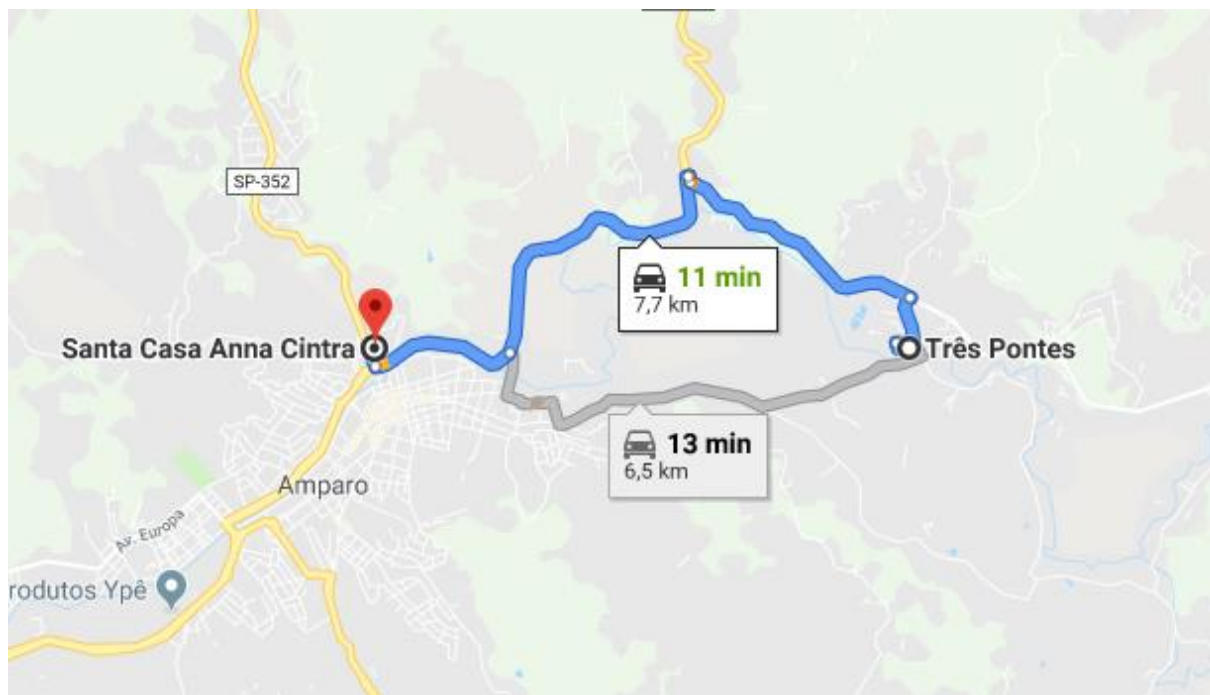 SP-352
11 min
7,7 km
Santa Casa Anna Cintra
Três Pontes
13 min
6,5 km
Amparo
Av. Europa
rodutos Ypê